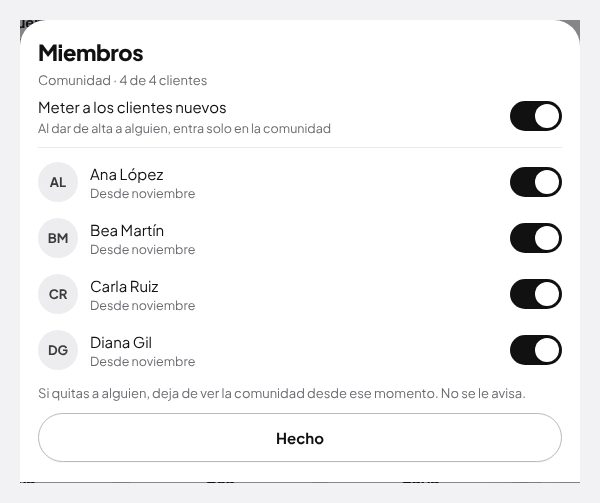 Miembros
Comunidad · 4 de 4 clientes
Meter a los clientes nuevos
Al dar de alta a alguien, entra solo en la comunidad
AL
Ana López
Desde noviembre
BM
Bea Martín
Desde noviembre
CR
Carla Ruiz
Desde noviembre
DG
Diana Gil
Desde noviembre
Si quitas a alguien, deja de ver la comunidad desde ese momento. No se le avisa.
Hecho